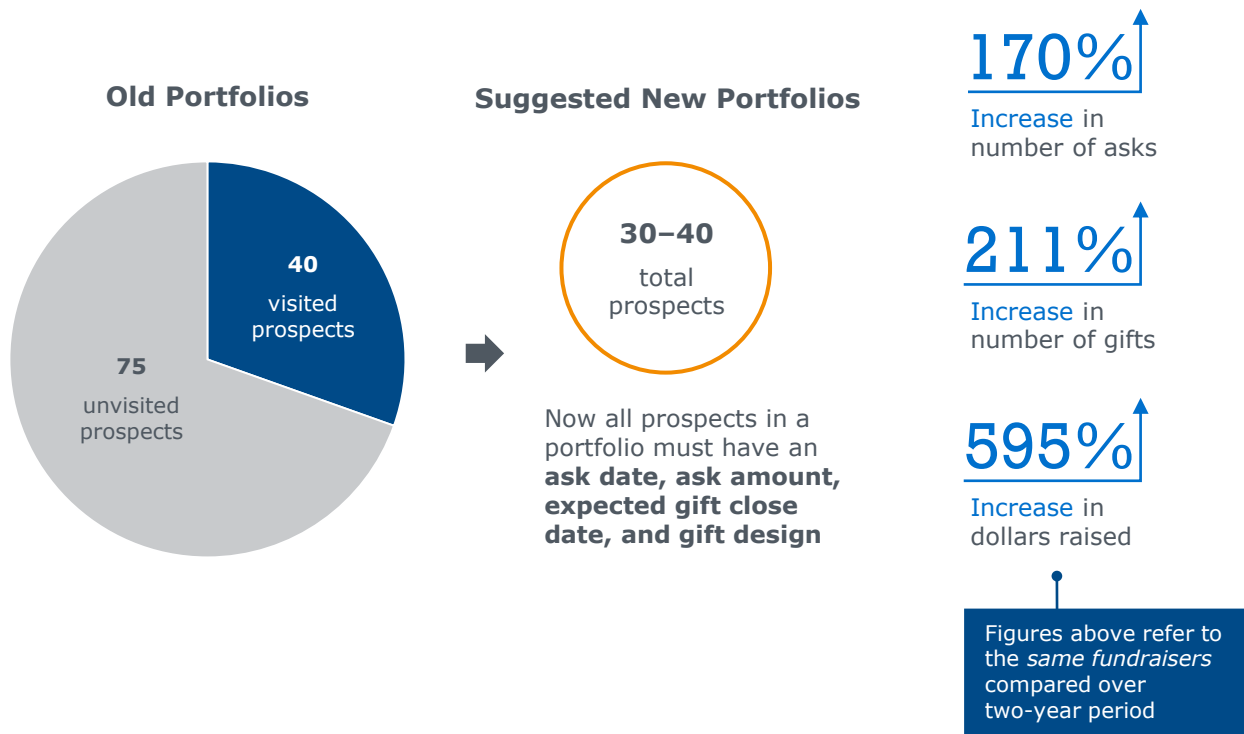 Old Portfolios
40
visited
prospects
75
unvisited
prospects
Suggested New Portfolios
30–40
total
prospects
Now all prospects in a
portfolio must have an
ask date, ask amount,
expected gift close
date, and gift design
170%
Increase in
number of asks
211%
Increase in
number of gifts
595%
Increase in
dollars raised
Figures above refer to
the same fundraisers
compared over
two-year period